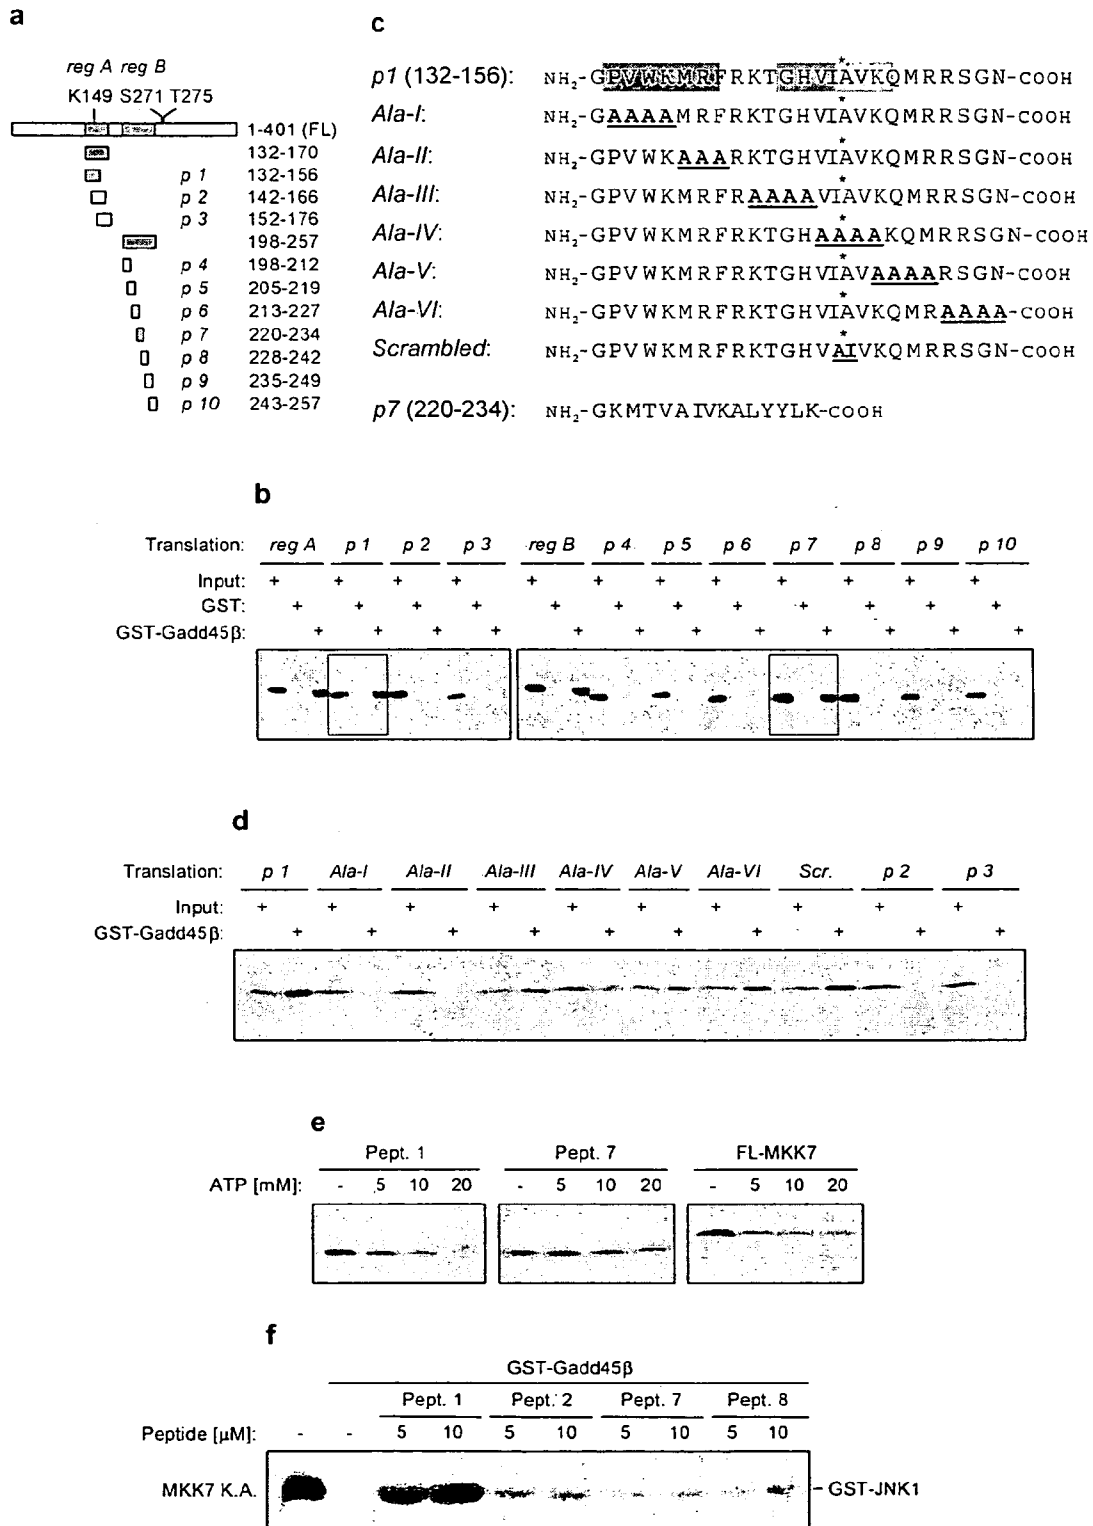 a
reg A reg B
K149 S271 T275
1-401 (FL)
132-170
p 1 132-156
p 2 142-166
p 3 152-176
198-257
p 4 198-212
p 5 205-219
p 6 213-227
p 7 220-234
p 8 228-242
p 9 235-249
p 10 243-257
c
*
p1 (132-156): NH2-GPVWKMRFRKTGHVIAVKQMRRSGN-COOH
*
Ala-I: NH2-GAAAAMRFRKTGHVIAVKQMRRSGN-COOH
*
Ala-II: NH2-GPVWKAAARKTGHVIAVKQMRRSGN-COOH
*
Ala-III: NH2-GPVWKMRFRAAAAVIAVKQMRRSGN-COOH
*
Ala-IV: NH2-GPVWKMRFRKTGHAAAAKQMRRSGN-COOH
*
Ala-V: NH2-GPVWKMRFRKTGHVIAVAAAARSGN-COOH
*
Ala-VI: NH2-GPVWKMRFRKTGHVIAVKQMRAAAA-COOH
*
Scrambled: NH2-GPVWKMRFRKTGHVAIVKQMRRSGN-COOH
p7 (220-234): NH2-GKMTVAIVKALYYLK-COOH
b
Translation: reg A p 1 p 2 p 3 reg B p 4 p 5 p 6 p 7 p 8 p 9 p 10
Input: + + + + + + + + + + + +
GST: + + + + + + + + + + + +
GST-Gadd45β: + + + + + + + + + + + +
d
Translation: p 1 Ala-I Ala-II Ala-III Ala-IV Ala-V Ala-VI Scr. p 2 p 3
Input: + + + + + + + + + +
GST-Gadd45β: + + + + + + + + + +
e
Pept. 1 Pept. 7 FL-MKK7
ATP [mM]: - 5 10 20 - 5 10 20 - 5 10 20
f
GST-Gadd45β
Pept. 1 Pept. 2 Pept. 7 Pept. 8
Peptide [µM]: - - 5 10 5 10 5 10 5 10
MKK7 K.A. - GST-JNK1